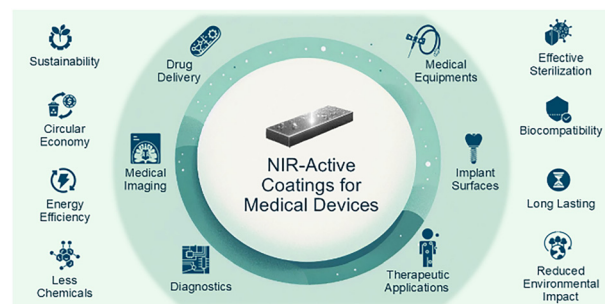 Sustainability
Circular
Economy
Energy
Efficiency
Less
Chemicals
Drug
Delivery
Medical
Imaging
Diagnostics
NIR-Active
Coatings for
Medical Devices
Medical
Equipments
Implant
Surfaces
Therapeutic
Applications
Effective
Sterilization
Biocompatibility
Long Lasting
Reduced
Environmental
Impact